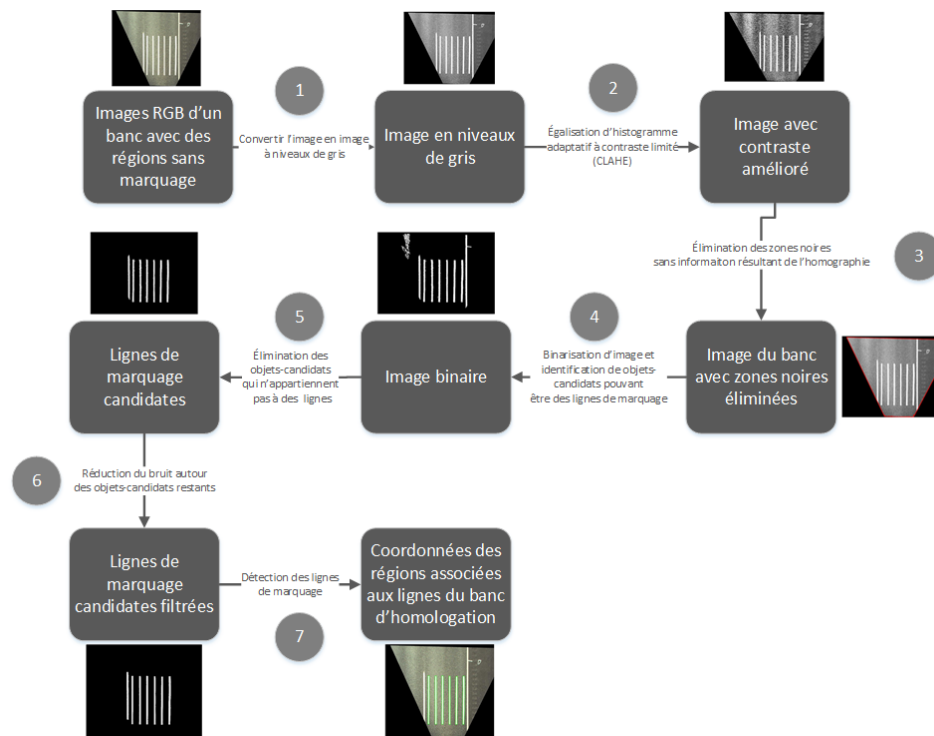 1
2
Images RGB d'un
banc avec des
régions sans
marquage
Convertir l'image en image
à niveaux de gris
Image en niveaux
de gris
Égalisation d'histogramme
adaptatif à contraste limité
(CLAHE)
Image avec
contraste
amélioré
Élimination des zones noires
sans informaiton résultant de l'homographie
3
5
4
Lignes de
marquage
candidates
Élimination des
objets-candidats
qui n'appartiennent
pas à des lignes
Image binaire
Binarisation d'image et
identification de objets-
candidats pouvant
être des lignes de marquage
Image du banc
avec zones noires
éliminées
6
Réduction du bruit autour
des objets-candidats restants
Lignes de
marquage
candidates filtrées
Détection des lignes
de marquage
Coordonnées des
régions associées
aux lignes du banc
d'homologation
7